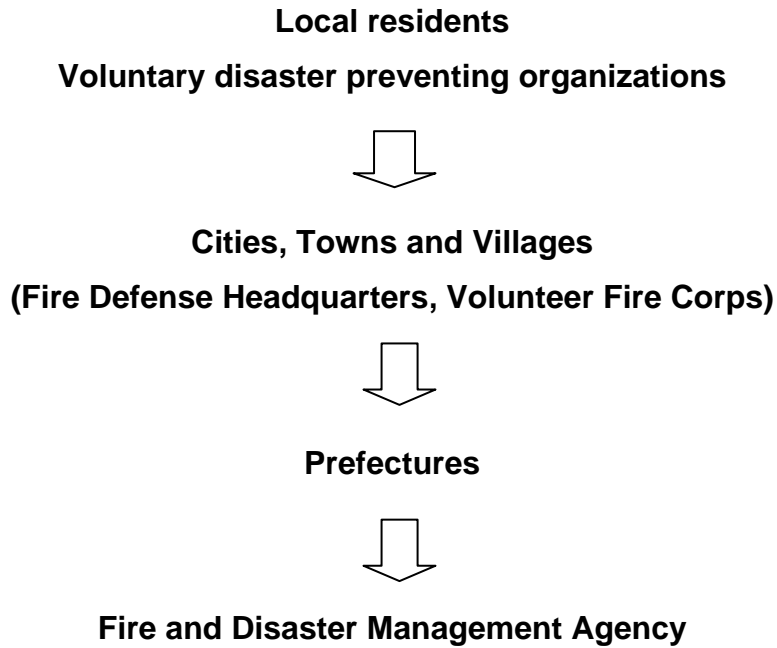 Local residents
Voluntary disaster preventing organizations
Cities, Towns and Villages
(Fire Defense Headquarters, Volunteer Fire Corps)
Prefectures
Fire and Disaster Management Agency